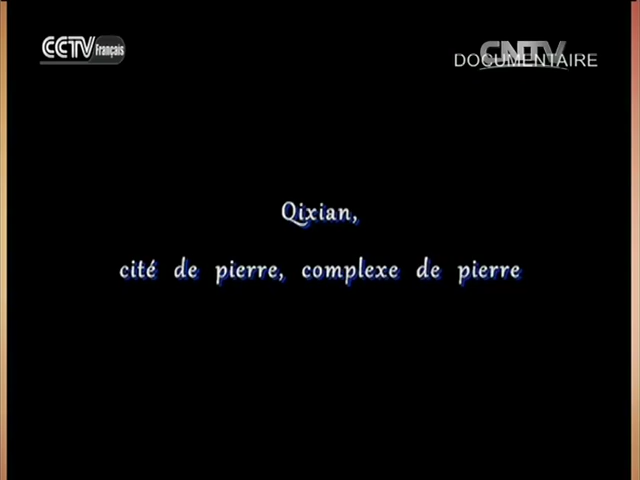 CCTV Français
CNTV
DOCUMENTAIRE
Qixian,
cité de pierre, complexe de pierre